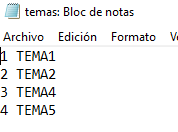 temas: Bloc de notas
Archivo Edición Formato
1 TEMA1
2 TEMA2
3 TEMA4
4 TEMA5